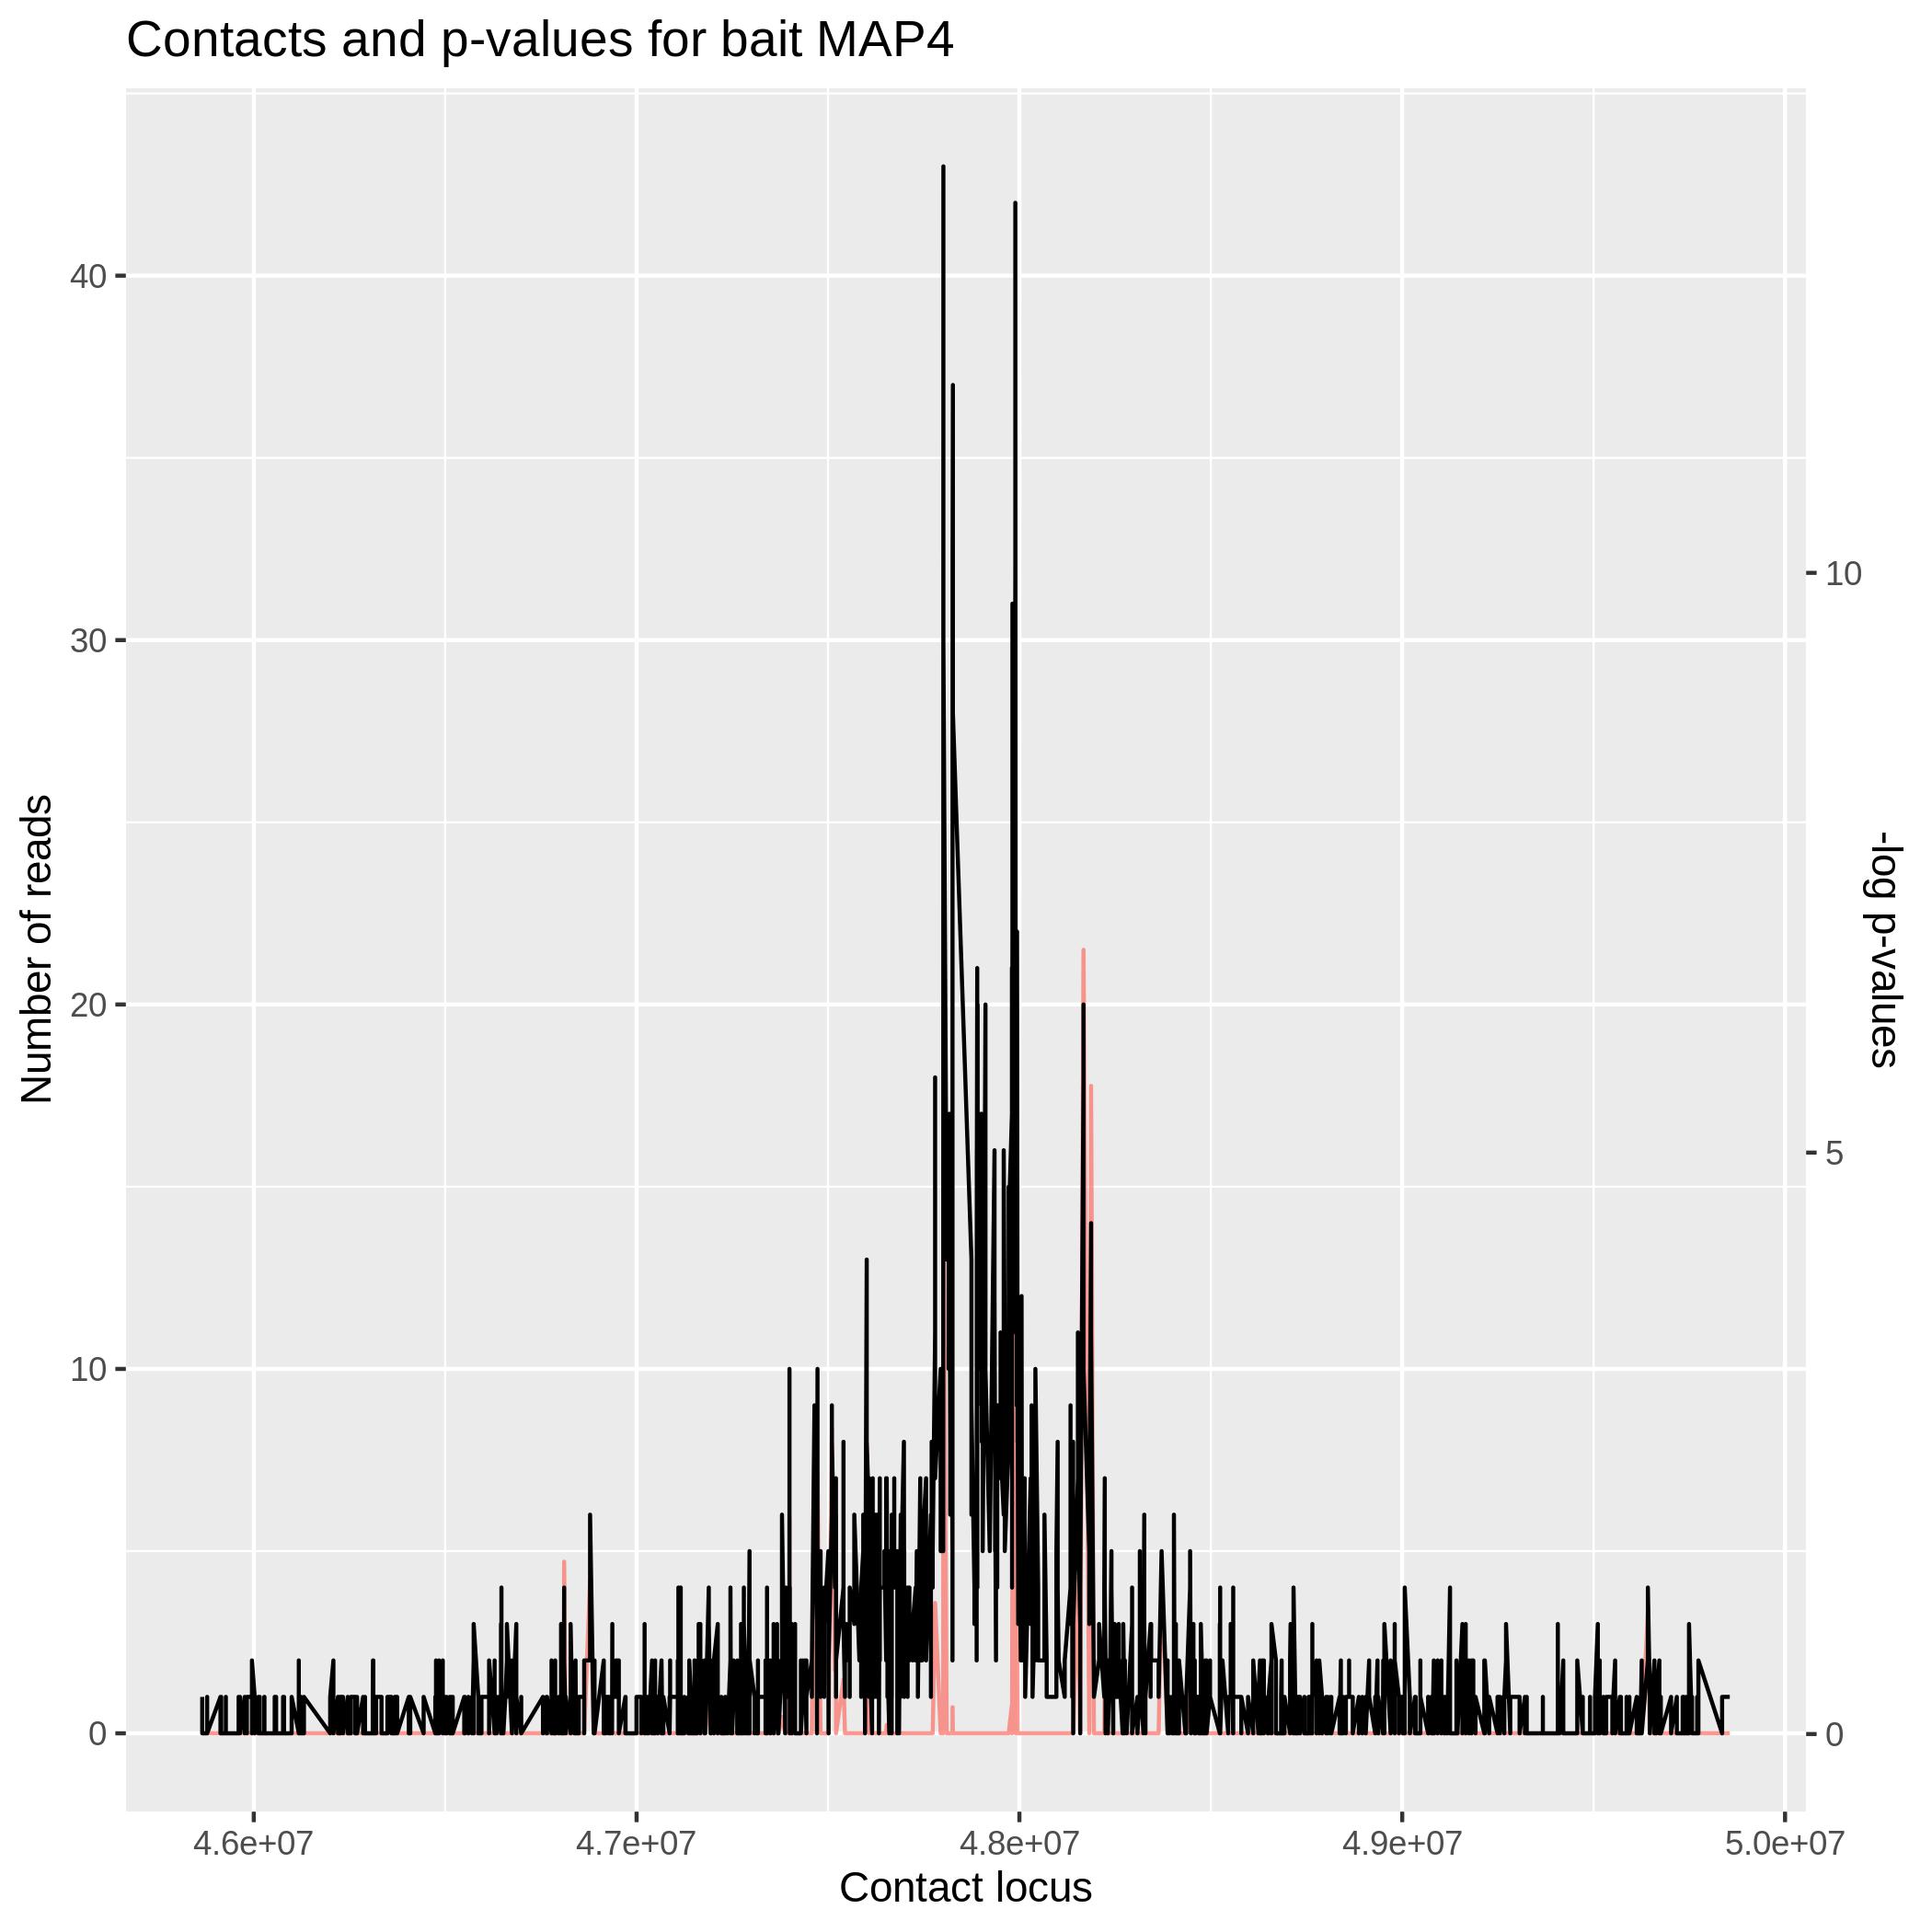 Contacts and p-values for bait MAP4
40
30
20
10
0
Number of reads
10
5
0
-log p-values
4.6e+07
4.7e+07
4.8e+07
4.9e+07
5.0e+07
Contact locus